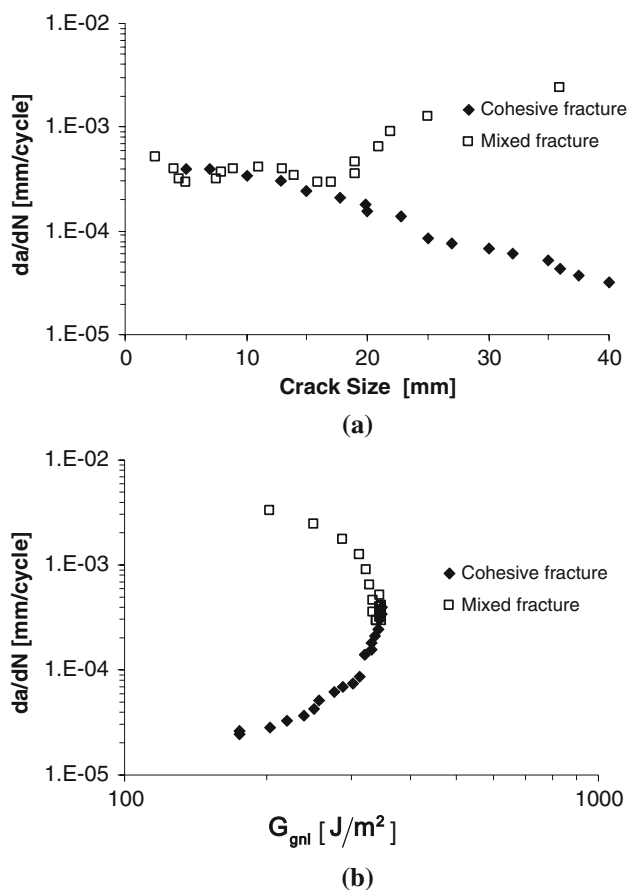 1.E-02
1.E-03
1.E-04
1.E-05
da/dN [mm/cycle]
Cohesive fracture
Mixed fracture
0 10 20 30 40
Crack Size [mm]
(a)
1.E-02
1.E-03
1.E-04
1.E-05
da/dN [mm/cycle]
Cohesive fracture
Mixed fracture
100 1000
Ggnl [J/m²]
(b)